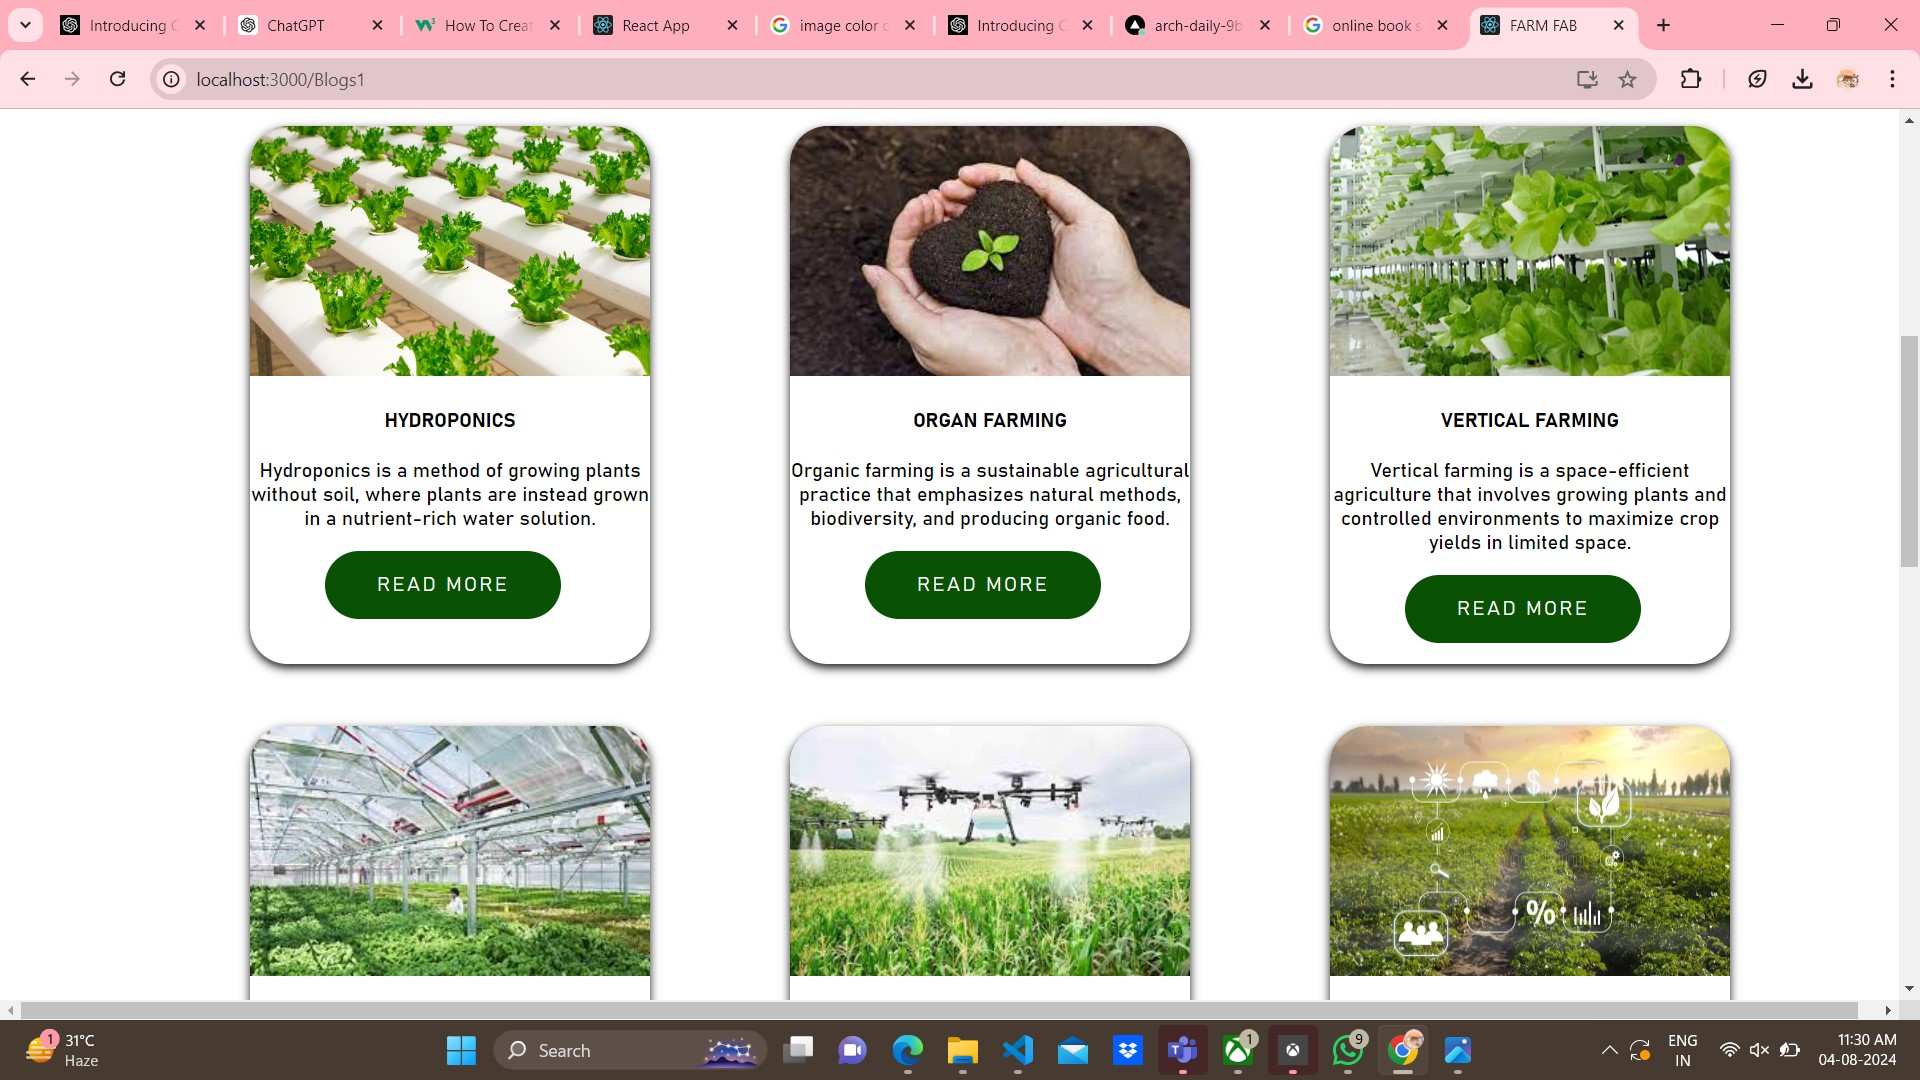 Introducing C
ChatGPT
How To Creat
React App
image color c
Introducing C
arch-daily-9b
online book s
FARM FAB
localhost:3000/Blogs1
HYDROPONICS
Hydroponics is a method of growing plants
without soil, where plants are instead grown
in a nutrient-rich water solution.
READ MORE
ORGAN FARMING
Organic farming is a sustainable agricultural
practice that emphasizes natural methods,
biodiversity, and producing organic food.
READ MORE
VERTICAL FARMING
Vertical farming is a space-efficient
agriculture that involves growing plants and
controlled environments to maximize crop
yields in limited space.
READ MORE
$
%
1
31°C
Haze
Search
1
9
ENG
IN
11:30 AM
04-08-2024